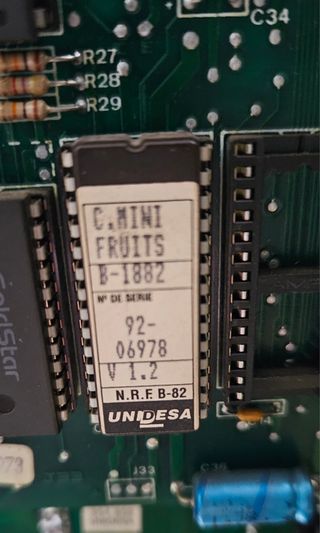 C34
R27
R28
R29
C.MINI
FRUITS
B-1882
Nº DE SERIE
92-
06978
V 1.2
N.R.F. B-82
UNIDESA
GoldStar
J33
C36